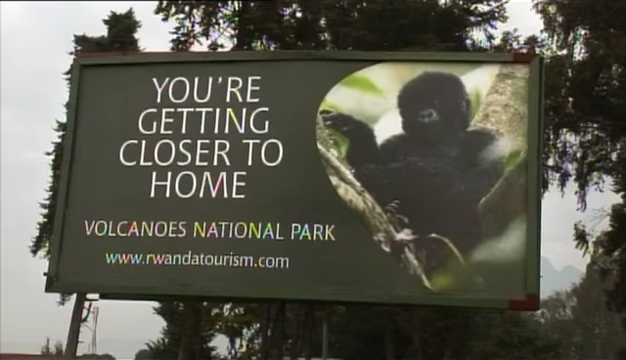 YOU'RE
GETTING
CLOSER TO
HOME
VOLCANOES NATIONAL PARK
www.rwandatourism.com